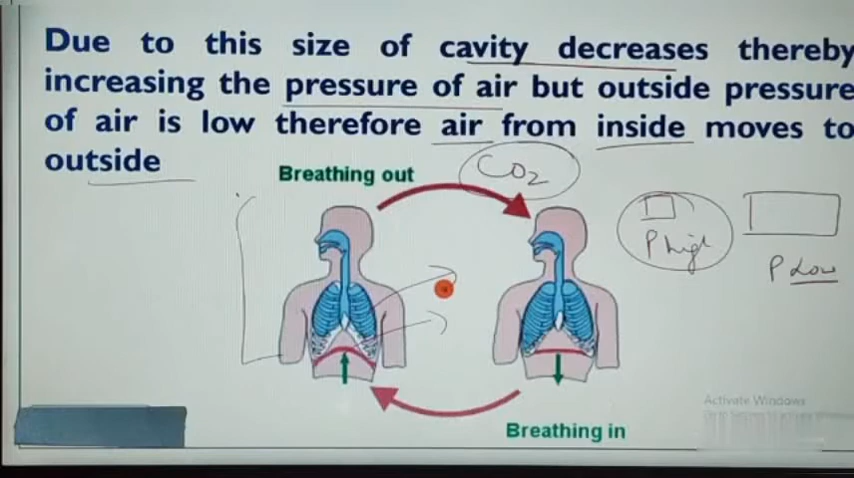 Due to this size of cavity decreases thereby
increasing the pressure of air but outside pressure
of air is low therefore air from inside moves to
outside
Breathing out
CO2
P high
P Low
Activate Windows
Breathing in